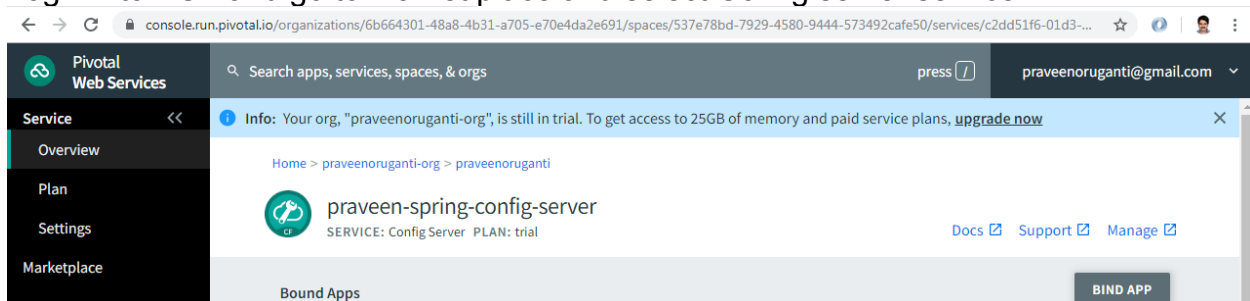 console.run.pivotal.io/organizations/6b664301-48a8-4b31-a705-e70e4da2e691/spaces/537e78bd-7929-4580-9444-573492cafe50/services/c2dd51f6-01d3-...
Pivotal
Web Services
Search apps, services, spaces, & orgs
press /
praveenoruganti@gmail.com
Service <<
Info: Your org, "praveenoruganti-org", is still in trial. To get access to 25GB of memory and paid service plans, upgrade now
Overview
Home > praveenoruganti-org > praveenoruganti
Plan
praveen-spring-config-server
SERVICE: Config Server PLAN: trial
CF
Docs Support Manage
Settings
Marketplace
Bound Apps
BIND APP